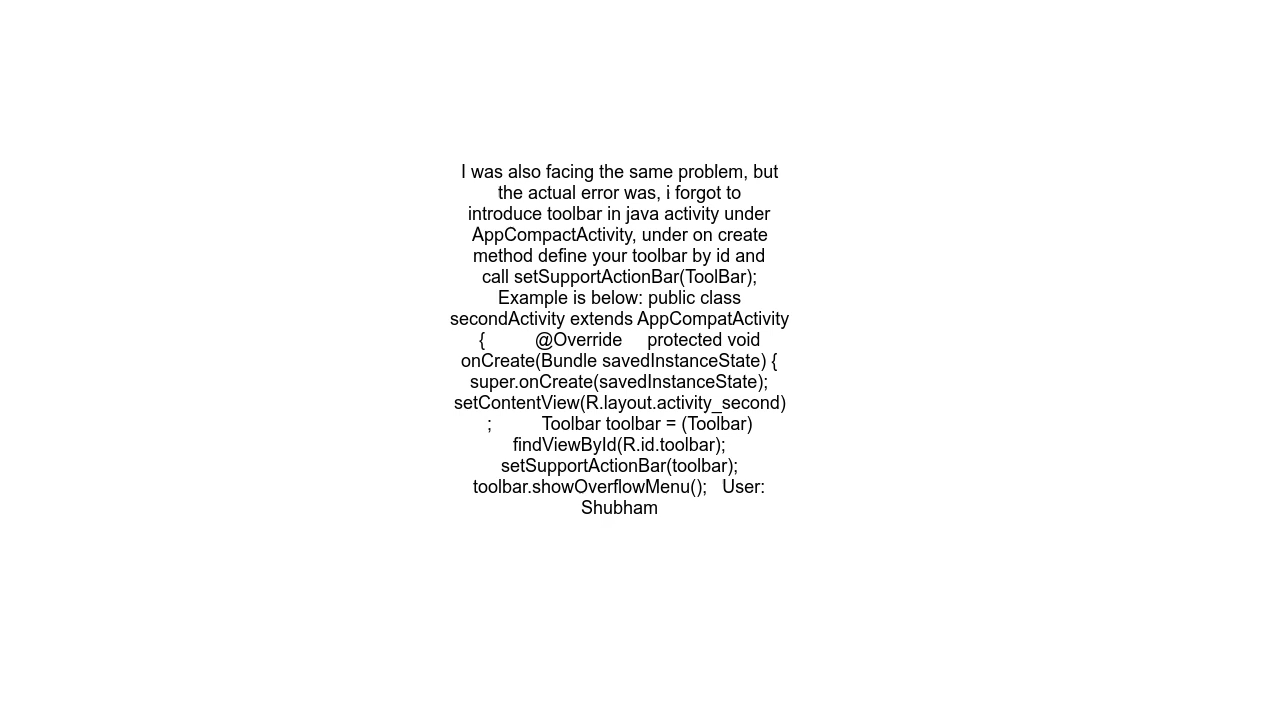 I was also facing the same problem, but
the actual error was, i forgot to
introduce toolbar in java activity under
AppCompactActivity, under on create
method define your toolbar by id and
call setSupportActionBar(ToolBar);
Example is below: public class
secondActivity extends AppCompatActivity
{          @Override     protected void
onCreate(Bundle savedInstanceState) {
super.onCreate(savedInstanceState);
setContentView(R.layout.activity_second)
;          Toolbar toolbar = (Toolbar)
findViewById(R.id.toolbar);
setSupportActionBar(toolbar);
toolbar.showOverflowMenu();   User:
Shubham